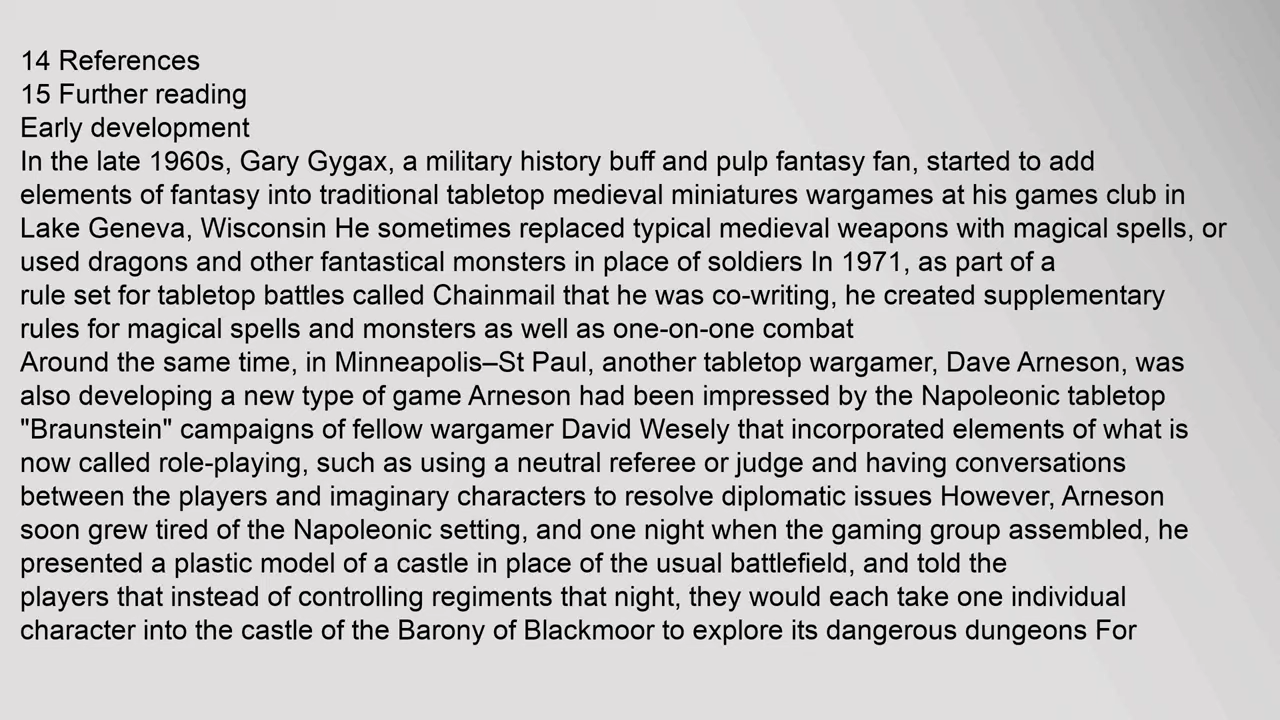 14 References
15 Further reading
Early development
In the late 1960s, Gary Gygax, a military history buff and pulp fantasy fan, started to add
elements of fantasy into traditional tabletop medieval miniatures wargames at his games club in
Lake Geneva, Wisconsin He sometimes replaced typical medieval weapons with magical spells, or
used dragons and other fantastical monsters in place of soldiers In 1971, as part of a
rule set for tabletop battles called Chainmail that he was co-writing, he created supplementary
rules for magical spells and monsters as well as one-on-one combat
Around the same time, in Minneapolis–St Paul, another tabletop wargamer, Dave Arneson, was
also developing a new type of game Arneson had been impressed by the Napoleonic tabletop
"Braunstein" campaigns of fellow wargamer David Wesely that incorporated elements of what is
now called role-playing, such as using a neutral referee or judge and having conversations
between the players and imaginary characters to resolve diplomatic issues However, Arneson
soon grew tired of the Napoleonic setting, and one night when the gaming group assembled, he
presented a plastic model of a castle in place of the usual battlefield, and told the
players that instead of controlling regiments that night, they would each take one individual
character into the castle of the Barony of Blackmoor to explore its dangerous dungeons For